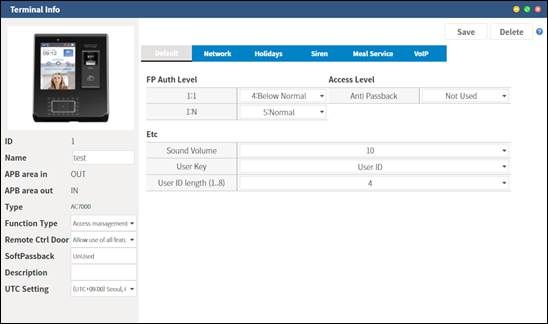 Terminal Info
Save Delete
Default Network Holidays Siren Meal Service VoIP
09:12
FP Auth Level Access Level
1:1 4:Below Normal Anti Passback Not Used
1:N 5:Normal
Etc
Sound Volume 10
User Key User ID
User ID length (1..8) 4
ID 1
Name test
APB area in OUT
APB area out IN
Type AC7000
Function Type Access management
Remote Ctrl Door Allow use of all featu
SoftPassback UnUsed
Description
UTC Setting (UTC+09:00) Seoul,